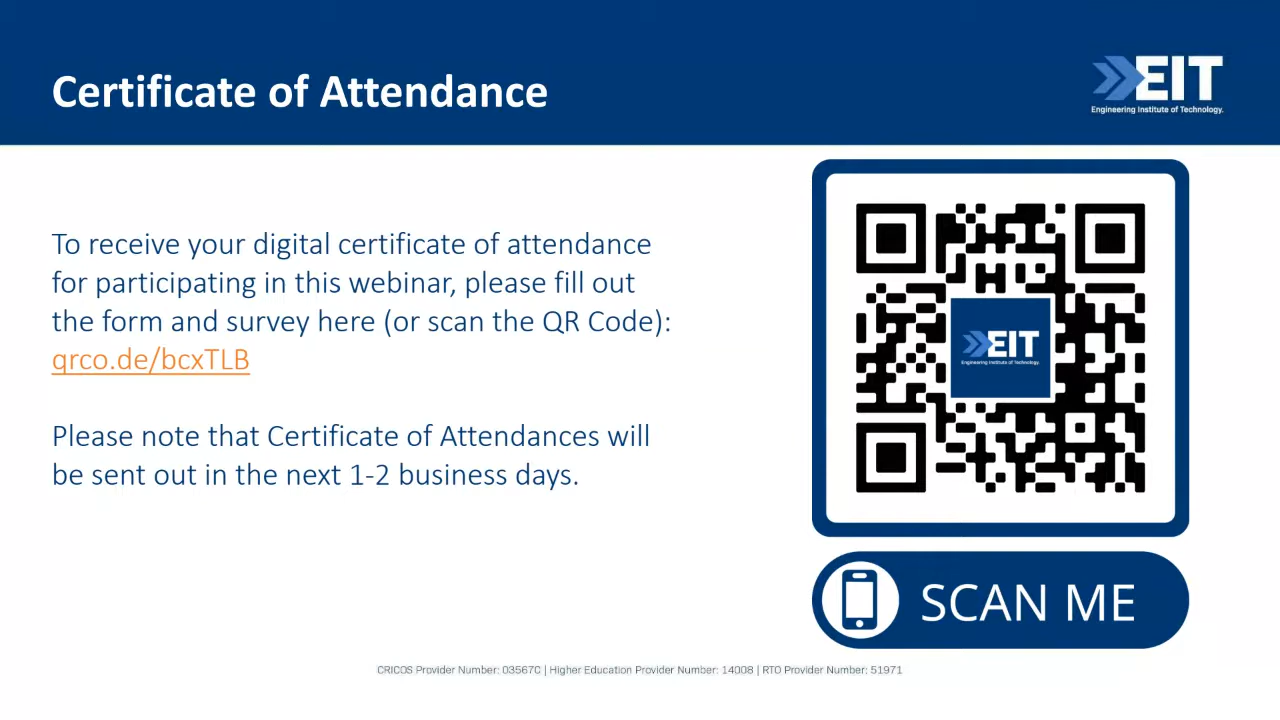 Certificate of Attendance
EIT
Engineering Institute of Technology.
To receive your digital certificate of attendance
for participating in this webinar, please fill out
the form and survey here (or scan the QR Code):
qrco.de/bcxTLB
Please note that Certificate of Attendances will
be sent out in the next 1-2 business days.
EIT
Engineering Institute of Technology.
SCAN ME
CRICOS Provider Number: 03567C | Higher Education Provider Number: 14008 | RTO Provider Number: 51971